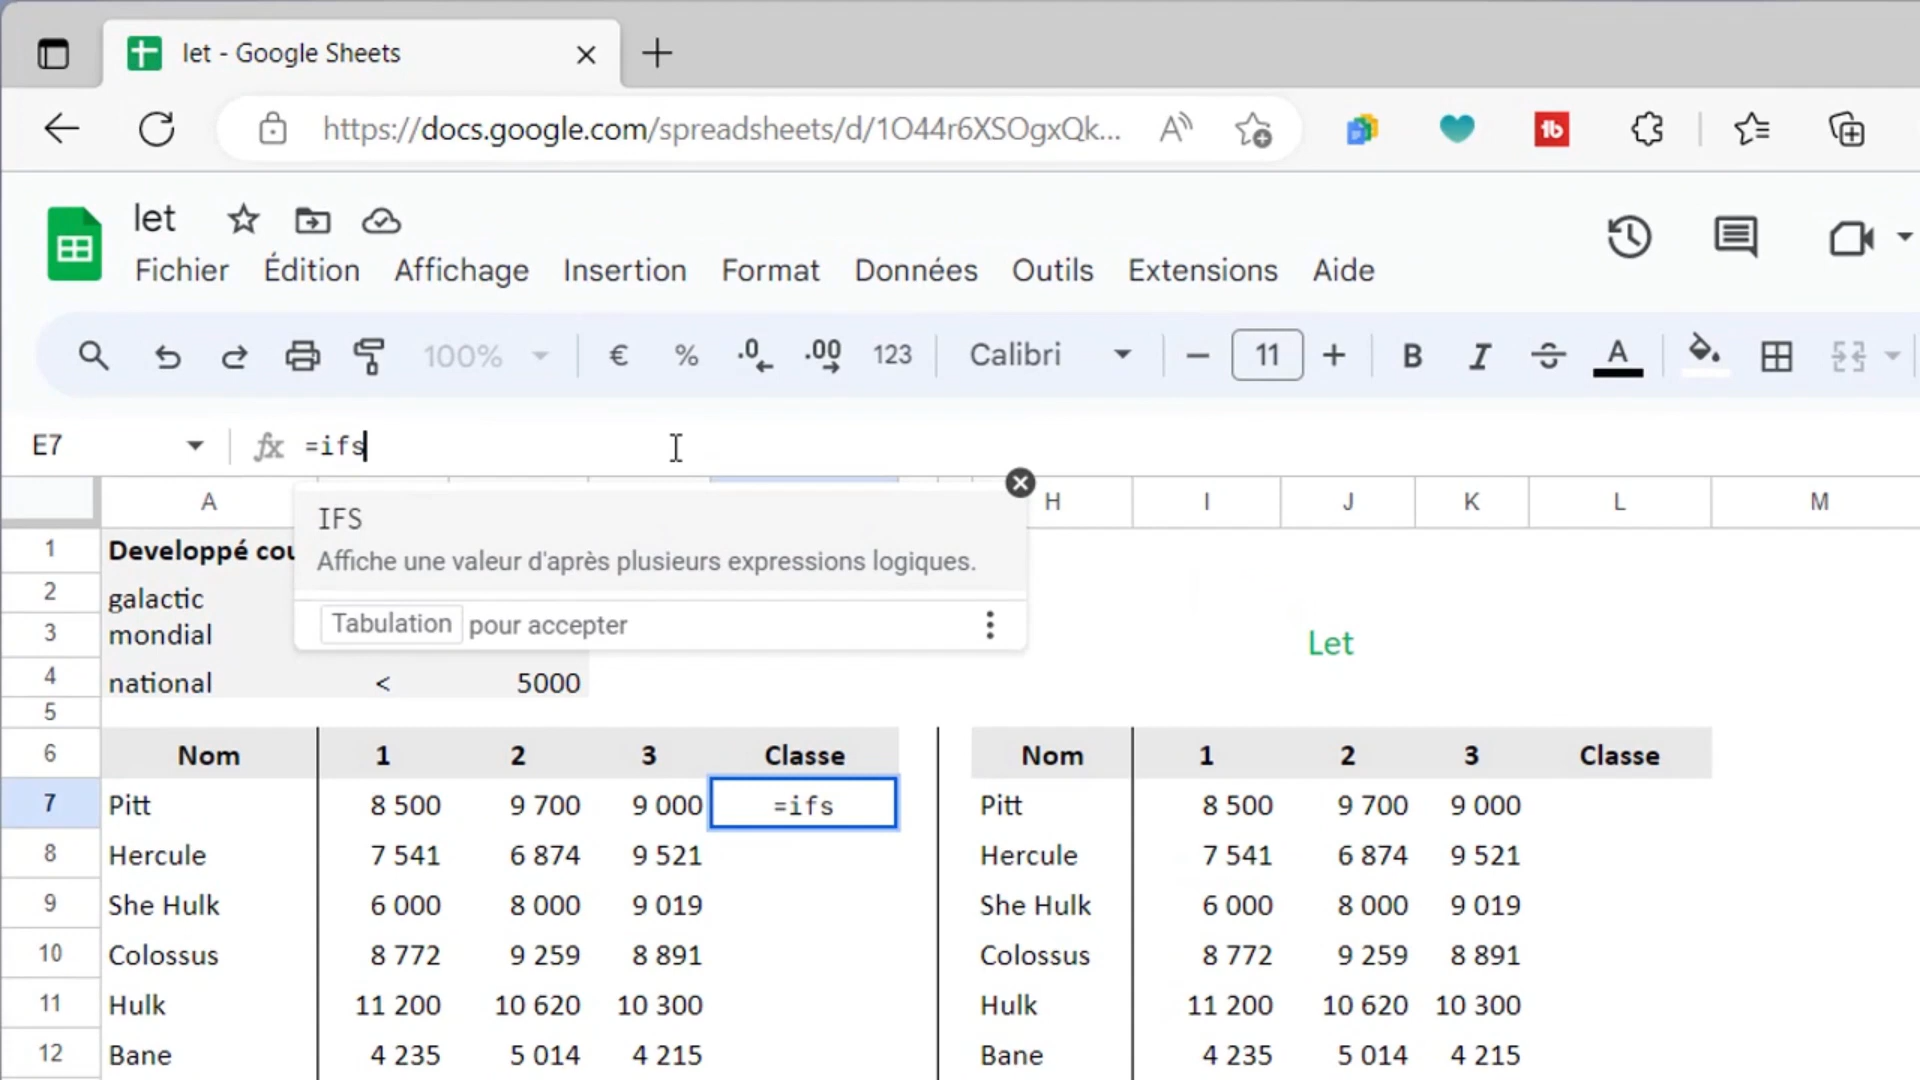 let - Google Sheets
https://docs.google.com/spreadsheets/d/1O44r6XSOgxQk...
let
Fichier Édition Affichage Insertion Format Données Outils Extensions Aide
100% € % .0 .00 123 Calibri 11 B I S A
E7 fx =ifs
A H I J K L M
IFS
Affiche une valeur d'après plusieurs expressions logiques.
Tabulation pour accepter
1 Developpé cou
2 galactic
3 mondial
Let
4 national < 5000
5
6 Nom 1 2 3 Classe Nom 1 2 3 Classe
7 Pitt 8 500 9 700 9 000 =ifs Pitt 8 500 9 700 9 000
8 Hercule 7 541 6 874 9 521 Hercule 7 541 6 874 9 521
9 She Hulk 6 000 8 000 9 019 She Hulk 6 000 8 000 9 019
10 Colossus 8 772 9 259 8 891 Colossus 8 772 9 259 8 891
11 Hulk 11 200 10 620 10 300 Hulk 11 200 10 620 10 300
12 Bane 4 235 5 014 4 215 Bane 4 235 5 014 4 215